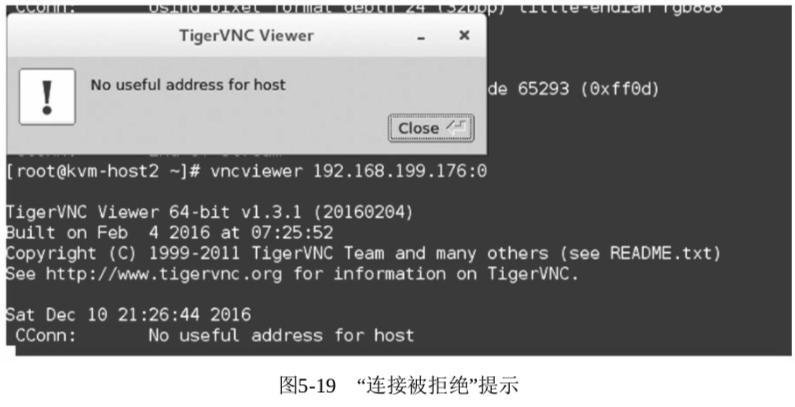 CConn: Using pixel format depth 24 (32bpp) little-endian rgb888
TigerVNC Viewer
No useful address for host
de 65293 (0xff0d)
Close
[root@kvm-host2 ~]# vncviewer 192.168.199.176:0
TigerVNC Viewer 64-bit v1.3.1 (20160204)
Built on Feb  4 2016 at 07:25:52
Copyright (C) 1999-2011 TigerVNC Team and many others (see README.txt)
See http://www.tigervnc.org for information on TigerVNC.
Sat Dec 10 21:26:44 2016
CConn: No useful address for host
图5-19 “连接被拒绝”提示